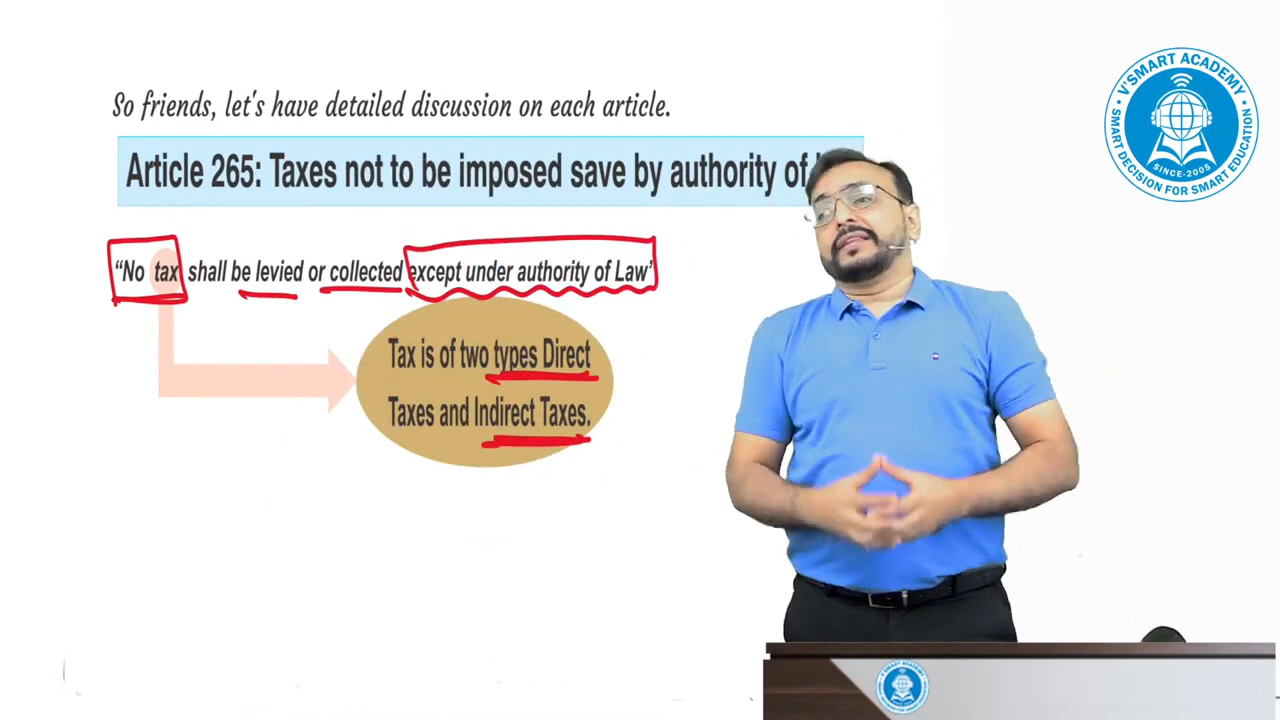 So friends, let's have detailed discussion on each article.
Article 265: Taxes not to be imposed save by authority of
“No tax shall be levied or collected except under authority of Law’
Tax is of two types Direct
Taxes and Indirect Taxes.
V'SMART ACADEMY
SINCE-2005
SMART DECISION FOR SMART EDUCATION
V'SMART ACADEMY